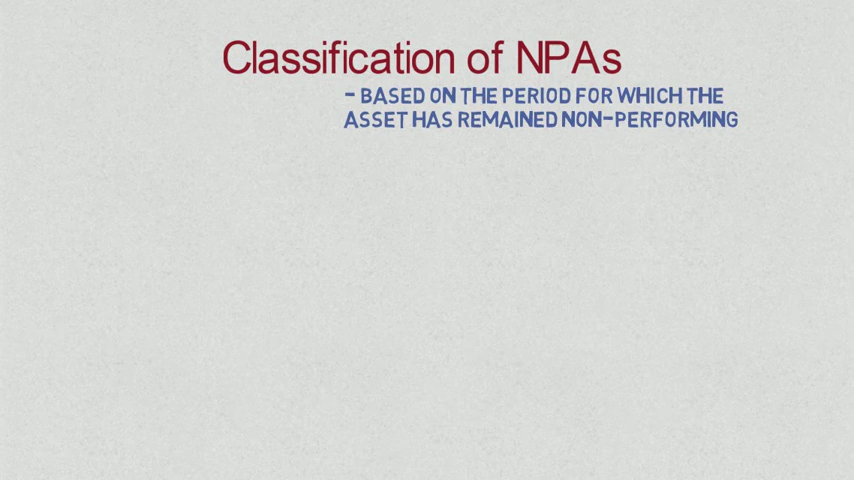 Classification of NPAs
- BASED ON THE PERIOD FOR WHICH THE
ASSET HAS REMAINED NON-PERFORMING